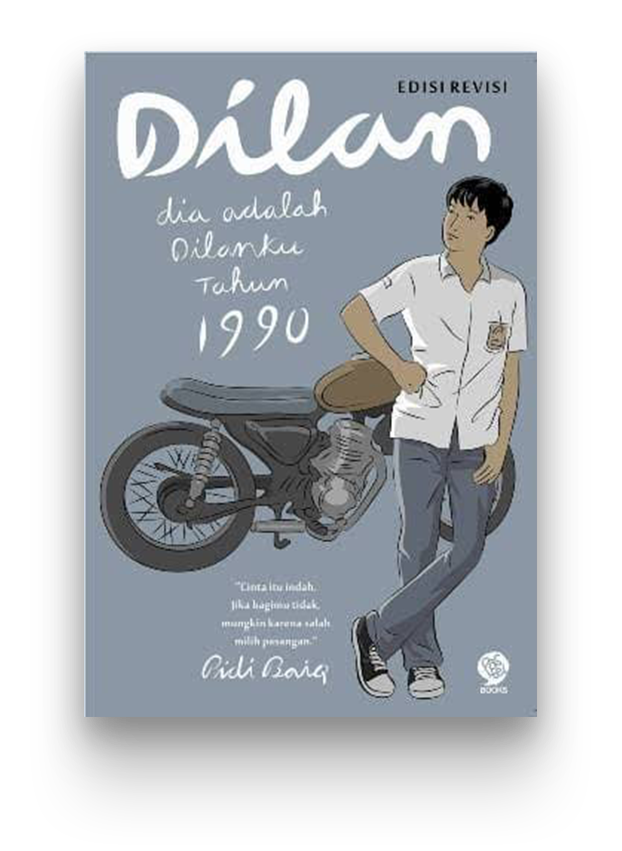 EDISI REVISI
Dilan
dia adalah
Dilanku
Tahun
1990
"Cinta itu indah.
Jika bagimu tidak,
mungkin karena salah
milih pasangan."
Pidi Baiq
BOOKS